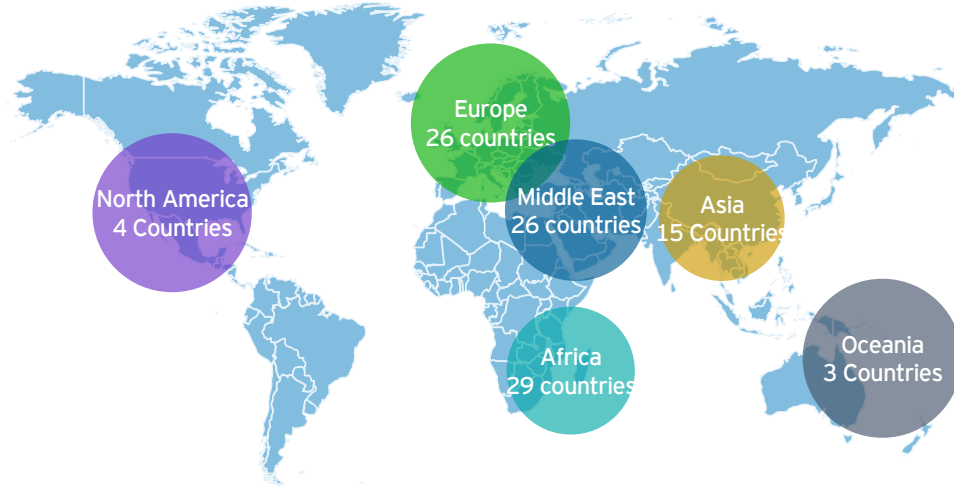 Europe
26 countries
North America
4 Countries
Middle East
26 countries
Asia
15 Countries
Africa
29 countries
Oceania
3 Countries